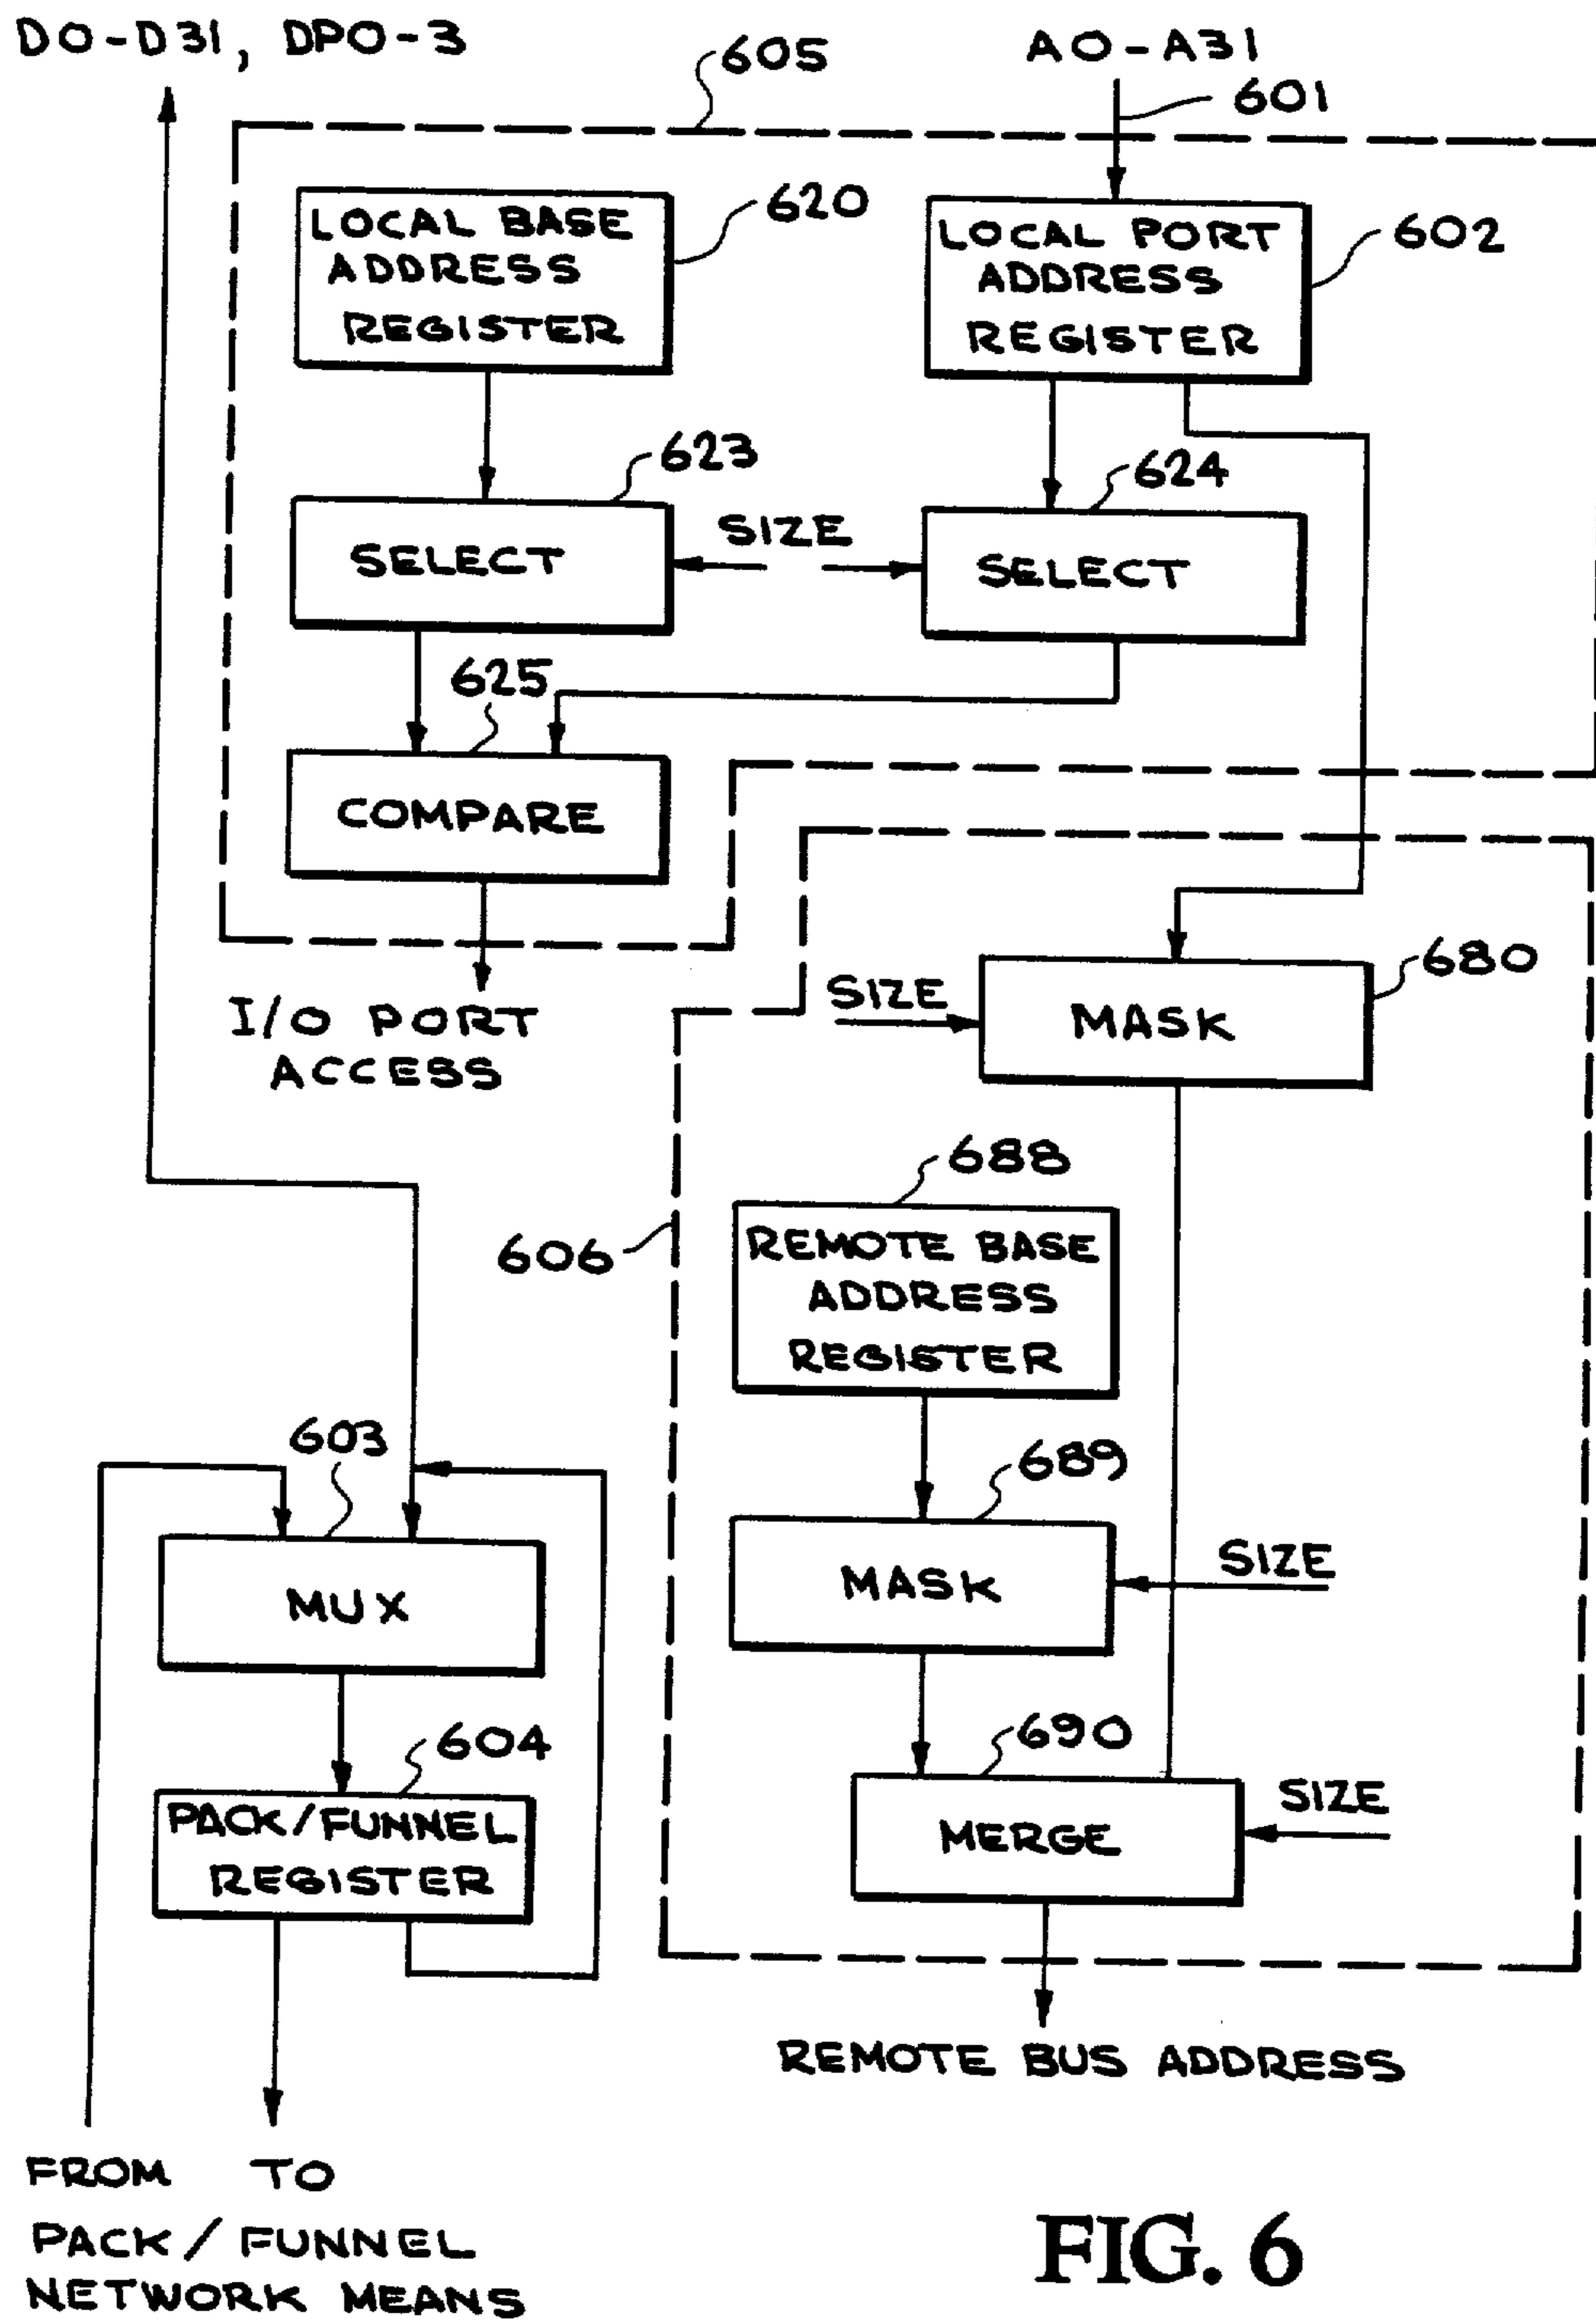 D0-D31, DP0-3
A0-A31
605
601
LOCAL BASE
ADDRESS
REGISTER
620
LOCAL PORT
ADDRESS
REGISTER
602
623
624
SELECT
SIZE
SELECT
625
COMPARE
I/O PORT
ACCESS
SIZE
MASK
680
688
606
REMOTE BASE
ADDRESS
REGISTER
603
689
MUX
MASK
SIZE
604
690
PACK/FUNNEL
REGISTER
MERGE
SIZE
REMOTE BUS ADDRESS
FROM TO
PACK/FUNNEL
NETWORK MEANS
FIG. 6